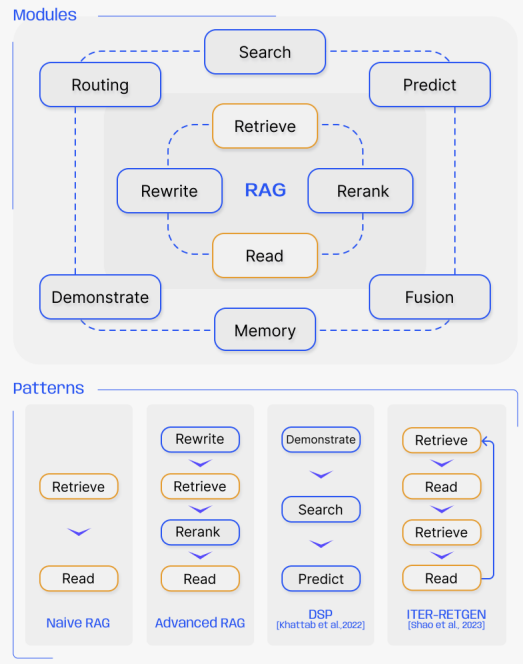 Modules
Search
Routing
Predict
Retrieve
Rewrite
RAG
Rerank
Read
Demonstrate
Fusion
Memory
Patterns
Retrieve
Read
Naive RAG
Rewrite
Retrieve
Rerank
Read
Advanced RAG
Demonstrate
Search
Predict
DSP
[Khattab et al.,2022]
Retrieve
Read
Retrieve
Read
ITER-RETGEN
[Shao et al., 2023]